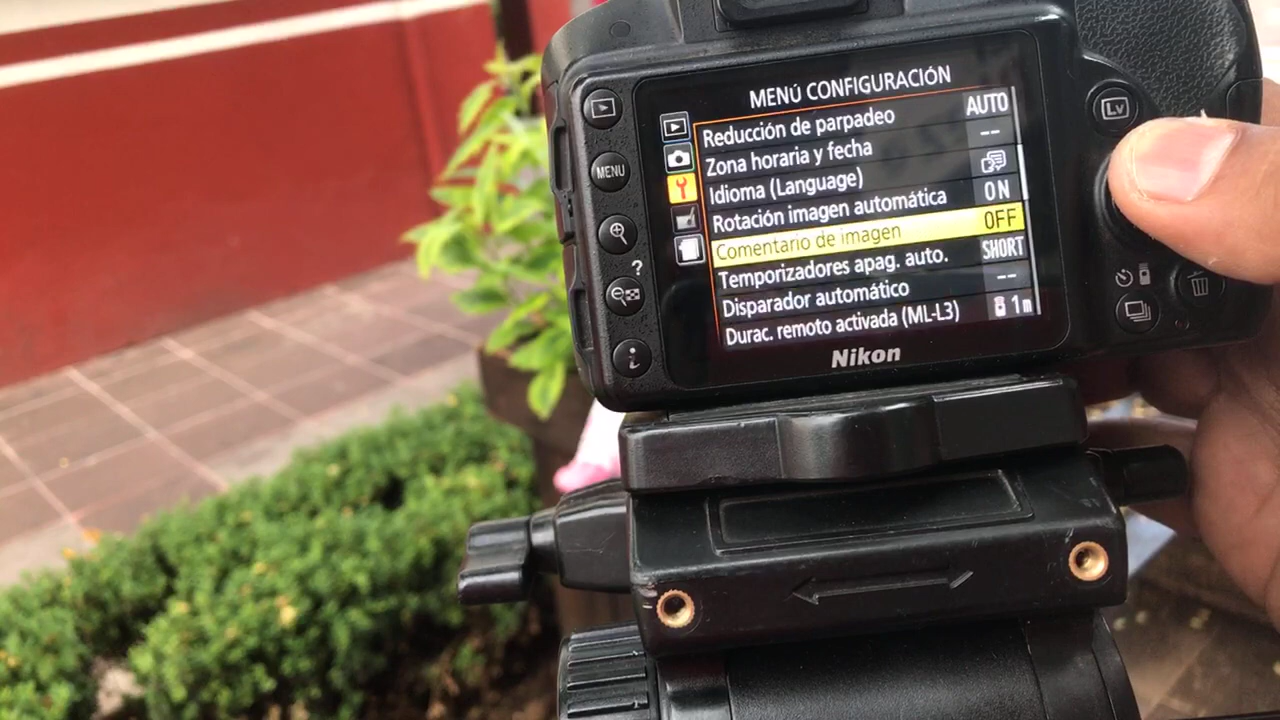 MENÚ CONFIGURACIÓN
Reducción de parpadeo AUTO
Zona horaria y fecha --
Idioma (Language)
Rotación imagen automática ON
Comentario de imagen OFF
Temporizadores apag. auto. SHORT
Disparador automático --
Durac. remoto activada (ML-L3) 1m
Nikon
MENU
?
i
Lv